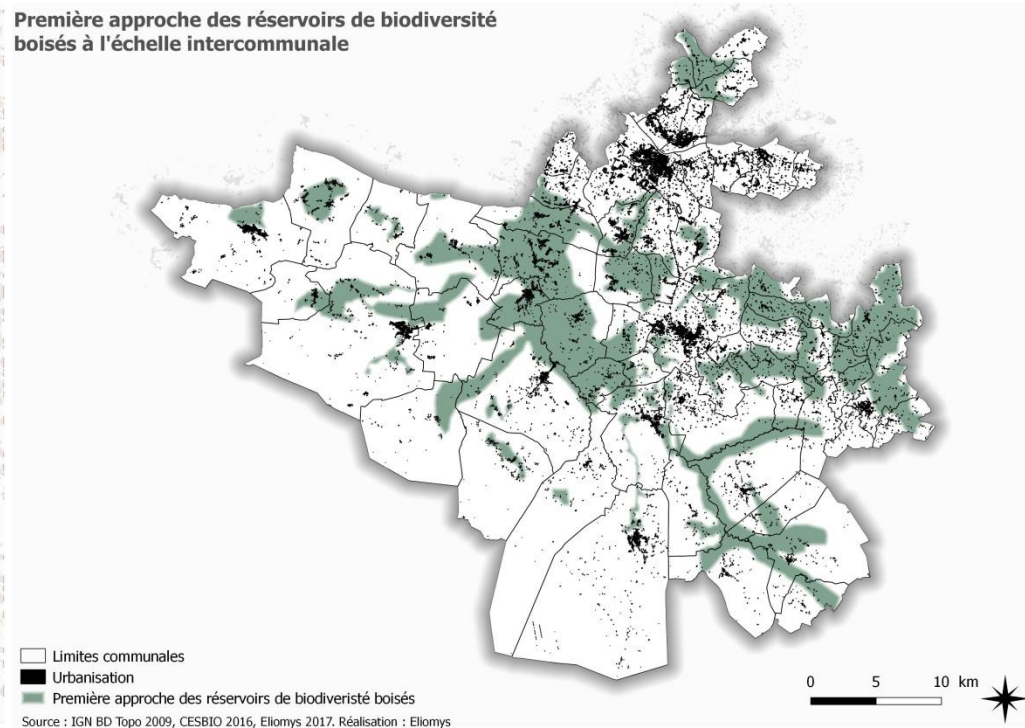 Première approche des réservoirs de biodiversité
boisés à l'échelle intercommunale
Limites communales
Urbanisation
Première approche des réservoirs de biodiveristé boisés
0 5 10 km
Source : IGN BD Topo 2009, CESBIO 2016, Eliomys 2017. Réalisation : Eliomys